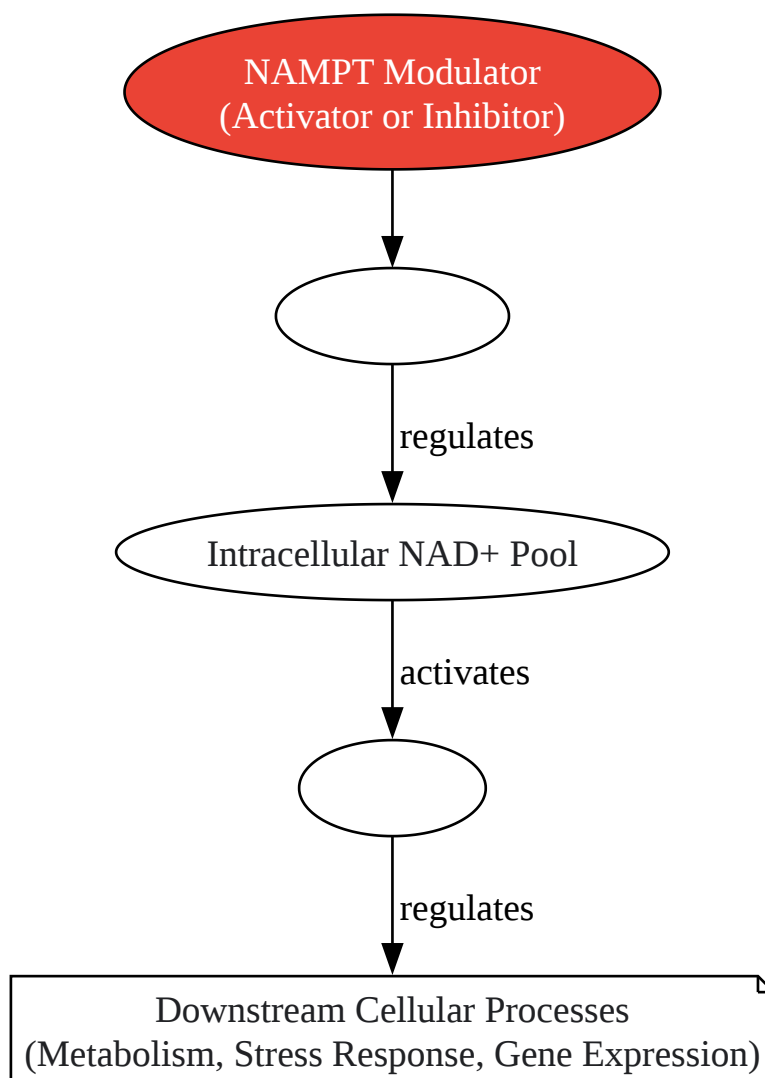 NAMPT Modulator
(Activator or Inhibitor)
regulates
Intracellular NAD+ Pool
activates
regulates
Downstream Cellular Processes
(Metabolism, Stress Response, Gene Expression)